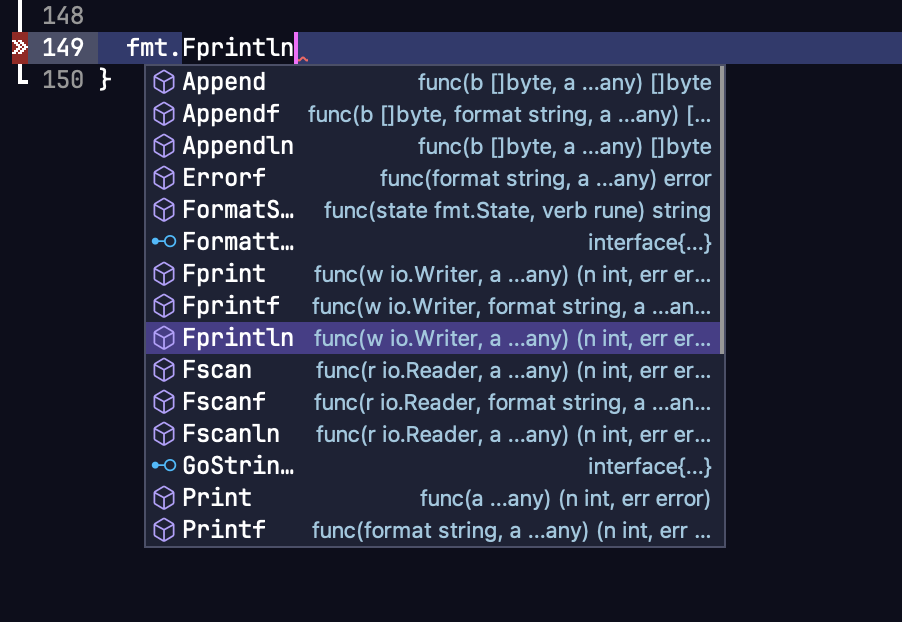 148
149 fmt.Fprintln
150 }
Append func(b []byte, a ...any) []byte
Appendf func(b []byte, format string, a ...any) [...
Appendln func(b []byte, a ...any) []byte
Errorf func(format string, a ...any) error
FormatS… func(state fmt.State, verb rune) string
Formatt… interface{...}
Fprint func(w io.Writer, a ...any) (n int, err er...
Fprintf func(w io.Writer, format string, a ...an...
Fprintln func(w io.Writer, a ...any) (n int, err er...
Fscan func(r io.Reader, a ...any) (n int, err er...
Fscanf func(r io.Reader, format string, a ...an...
Fscanln func(r io.Reader, a ...any) (n int, err er...
GoStrin… interface{...}
Print func(a ...any) (n int, err error)
Printf func(format string, a ...any) (n int, err ...